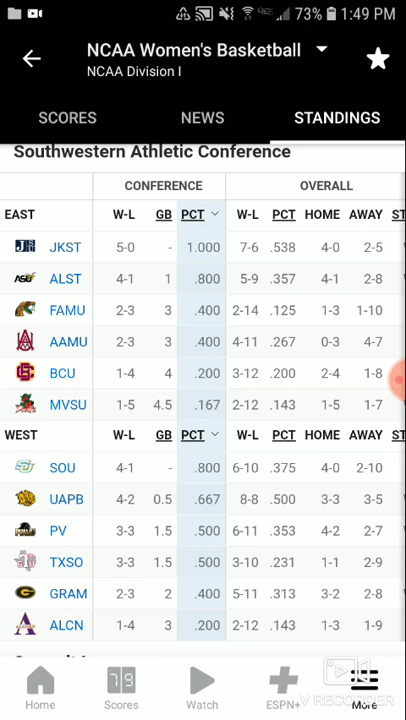 73% 1:49 PM
NCAA Women's Basketball
NCAA Division I
SCORES NEWS STANDINGS
Southwestern Athletic Conference
CONFERENCE OVERALL
EAST W-L GB PCT W-L PCT HOME AWAY ST
JKST 5-0 - 1.000 7-6 .538 4-0 2-5
ALST 4-1 1 .800 5-9 .357 4-1 2-8
FAMU 2-3 3 .400 2-14 .125 1-3 1-10
AAMU 2-3 3 .400 4-11 .267 0-3 4-7
BCU 1-4 4 .200 3-12 .200 2-4 1-8
MVSU 1-5 4.5 .167 2-12 .143 1-5 1-7
WEST W-L GB PCT W-L PCT HOME AWAY
SOU 4-1 - .800 6-10 .375 4-0 2-10
UAPB 4-2 0.5 .667 8-8 .500 3-3 3-5
PV 3-3 1.5 .500 6-11 .353 4-2 2-7
TXSO 3-3 1.5 .500 3-10 .231 1-1 2-9
GRAM 2-3 2 .400 5-11 .313 3-2 2-8
ALCN 1-4 3 .200 2-12 .143 1-3 1-9
V RECORDER
Home Scores Watch ESPN+ More